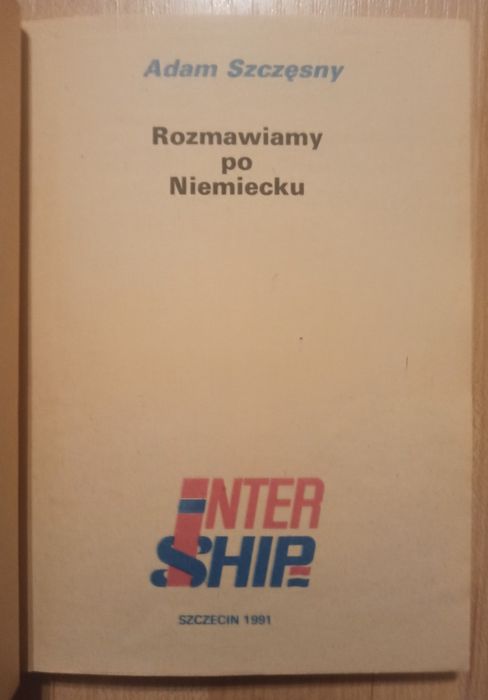 Adam Szczęsny
Rozmawiamy
po
Niemiecku
INTER
SHIP
SZCZECIN 1991